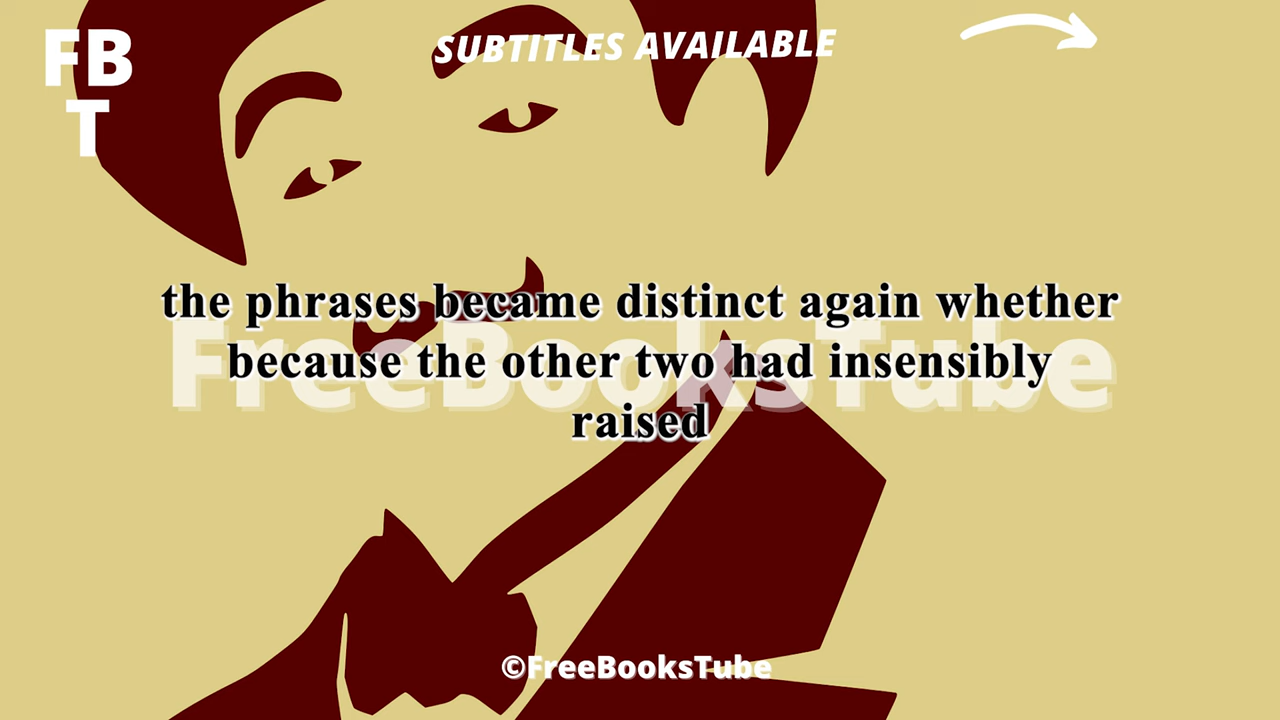 FB
T
SUBTITLES AVAILABLE
the phrases became distinct again whether
because the other two had insensibly
raised
FreeBooksTube
©FreeBooksTube